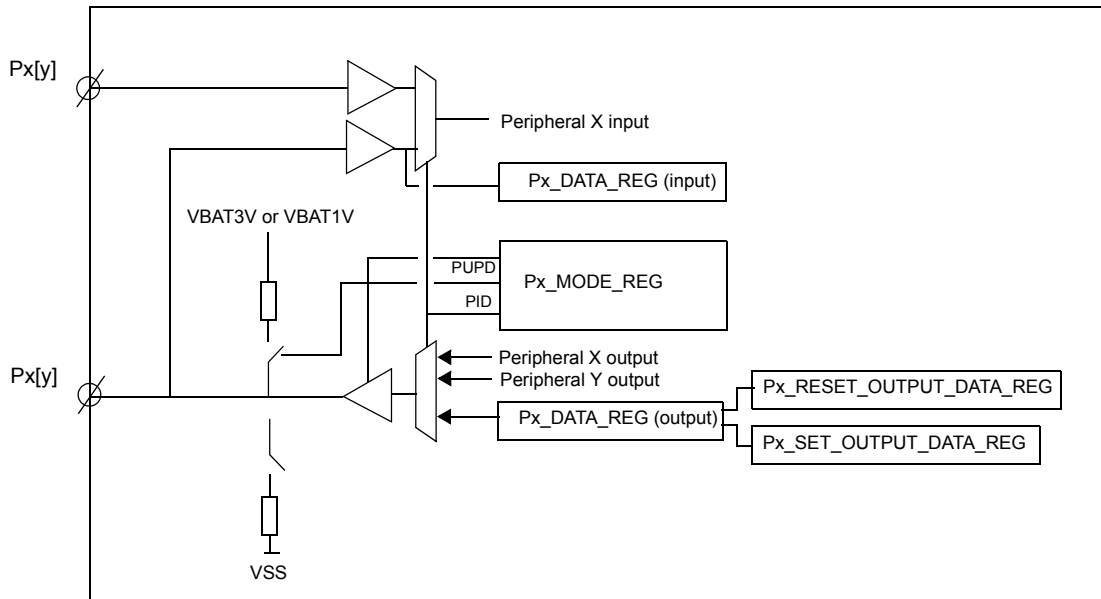 Px[y]
Peripheral X input
Px_DATA_REG (input)
VBAT3V or VBAT1V
PUPD
Px_MODE_REG
PID
Px[y]
Peripheral X output
Peripheral Y output
Px_DATA_REG (output)
Px_RESET_OUTPUT_DATA_REG
Px_SET_OUTPUT_DATA_REG
VSS